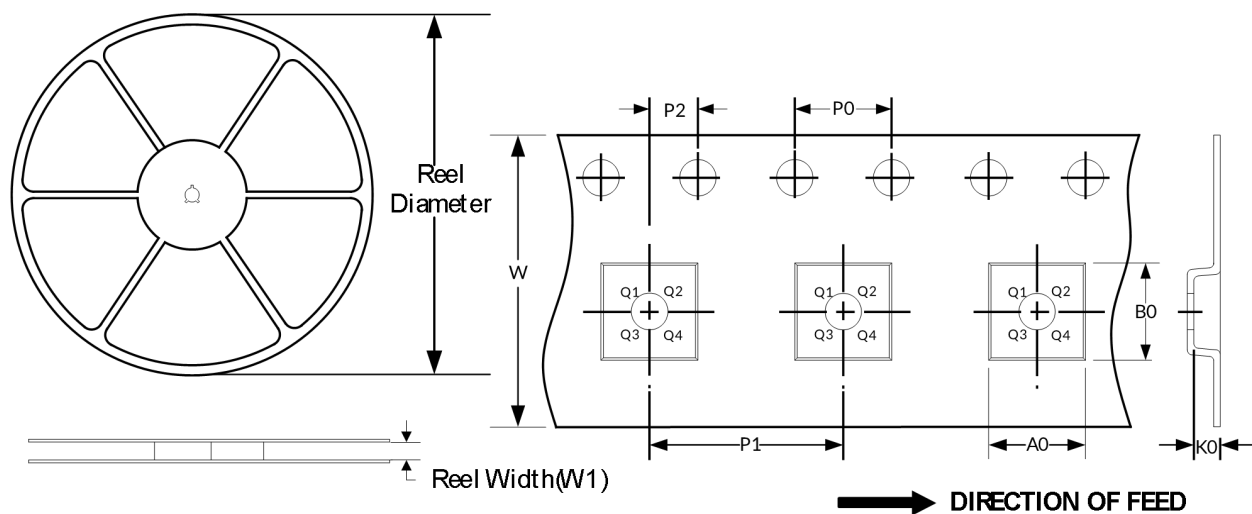 Reel
Diameter
P2
P0
W
Q1 Q2
Q3 Q4
Q1 Q2
Q3 Q4
Q1 Q2
Q3 Q4
B0
P1
A0
K0
Reel Width(W1)
DIRECTION OF FEED